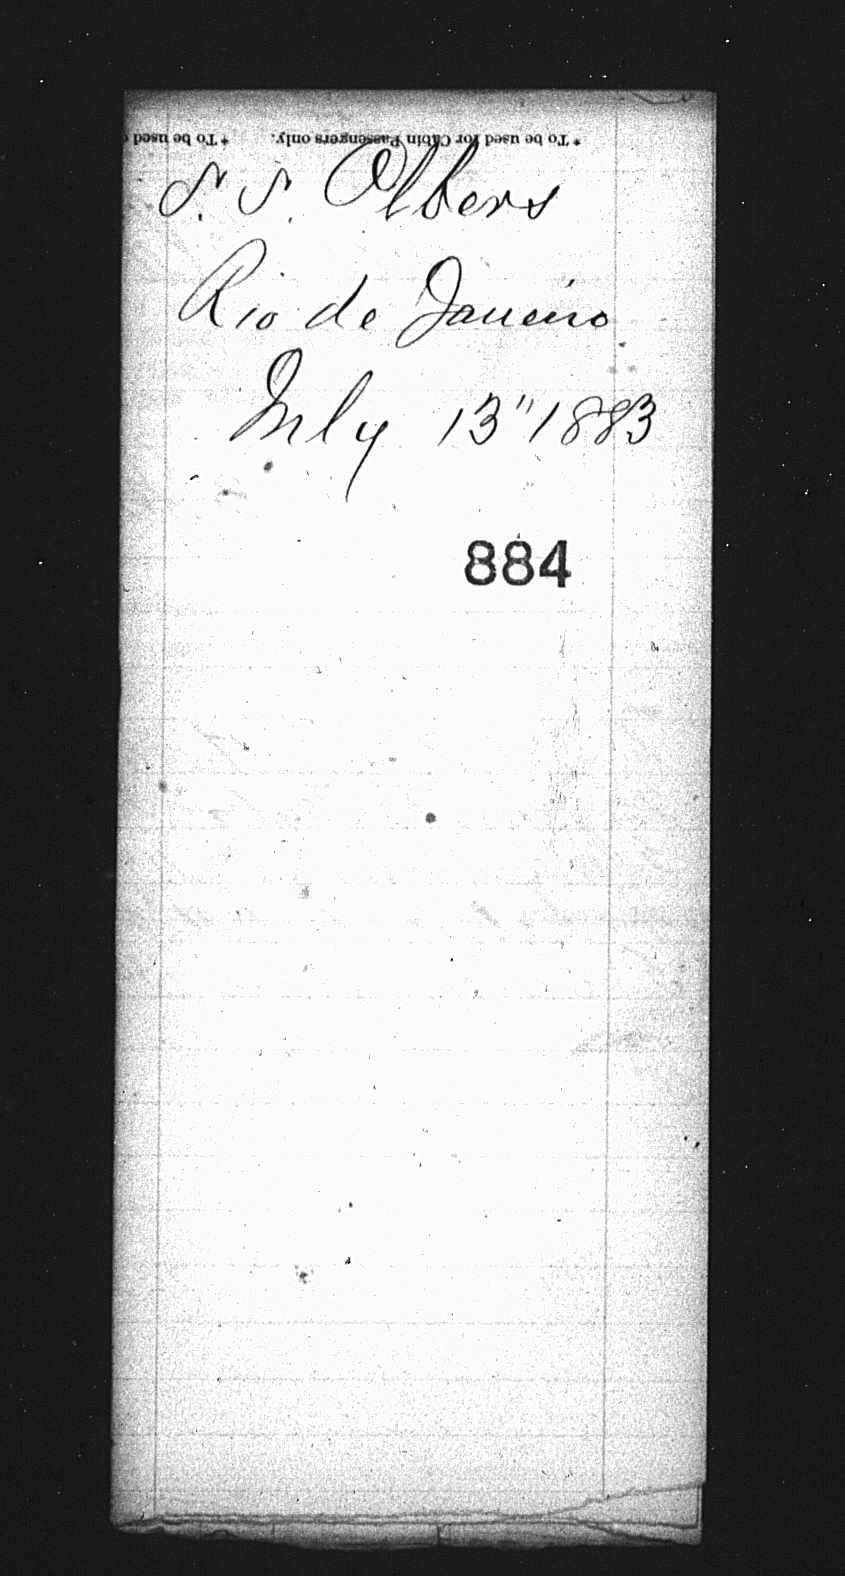 * To be used for Cabin Passengers only. * To be used
S. S. Olbers
Rio de Janeiro
July 13" 1883
884